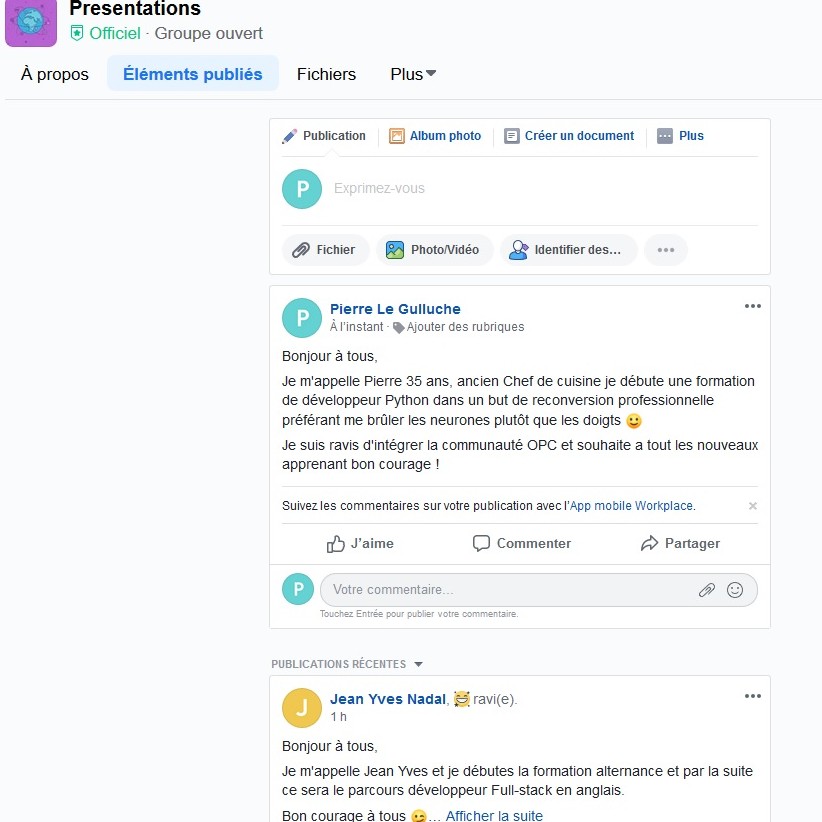 Presentations
Officiel · Groupe ouvert
À propos
Éléments publiés
Fichiers
Plus
Publication
Album photo
Créer un document
Plus
P
Exprimez-vous
Fichier
Photo/Vidéo
Identifier des...
P
Pierre Le Gulluche
À l'instant · Ajouter des rubriques
Bonjour à tous,
Je m'appelle Pierre 35 ans, ancien Chef de cuisine je débute une formation
de développeur Python dans un but de reconversion professionnelle
préférant me brûler les neurones plutôt que les doigts
Je suis ravis d'intégrer la communauté OPC et souhaite a tout les nouveaux
apprenant bon courage !
Suivez les commentaires sur votre publication avec l'App mobile Workplace.
J'aime
Commenter
Partager
P
Votre commentaire...
Touchez Entrée pour publier votre commentaire.
PUBLICATIONS RÉCENTES
J
Jean Yves Nadal, ravi(e).
1 h
Bonjour à tous,
Je m'appelle Jean Yves et je débutes la formation alternance et par la suite
ce sera le parcours développeur Full-stack en anglais.
Bon courage à tous ... Afficher la suite